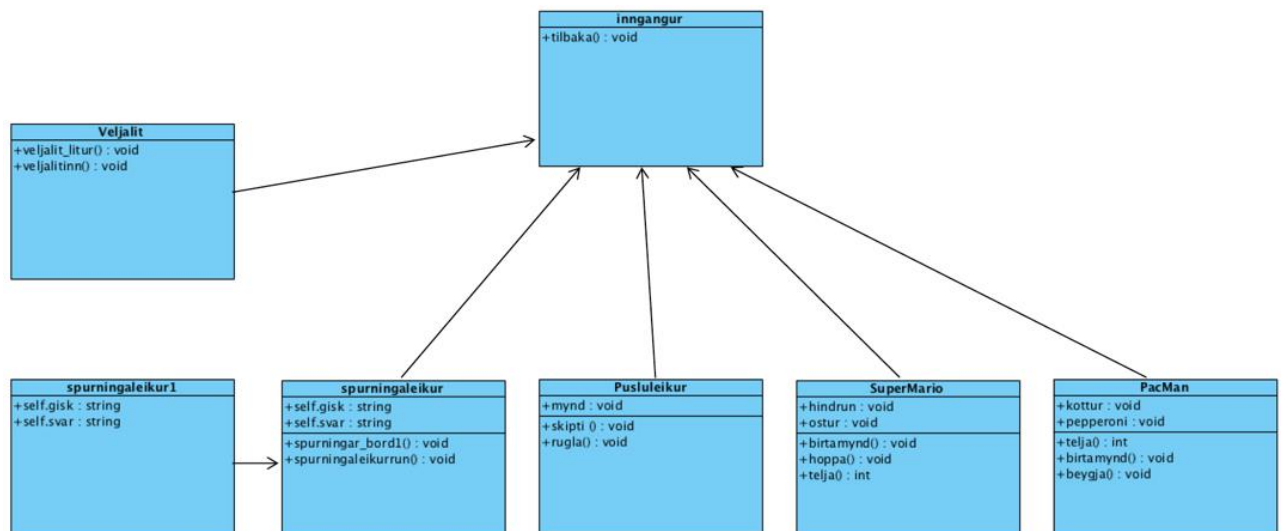 inngangur
+tilbaka() : void
Veljalit
+veljalit_litur() : void
+veljalitinn() : void
spurningaleikur1
+self.gisk : string
+self.svar : string
spurningaleikur
+self.gisk : string
+self.svar : string
+spurningar_bord1() : void
+spurningaleikurrun() : void
Pusluleikur
+mynd : void
+skipti () : void
+rugla() : void
SuperMario
+hindrun : void
+ostur : void
+birtamynd() : void
+hoppa() : void
+telja() : int
PacMan
+kottur : void
+pepperoni : void
+telja() : int
+birtamynd() : void
+beygja() : void